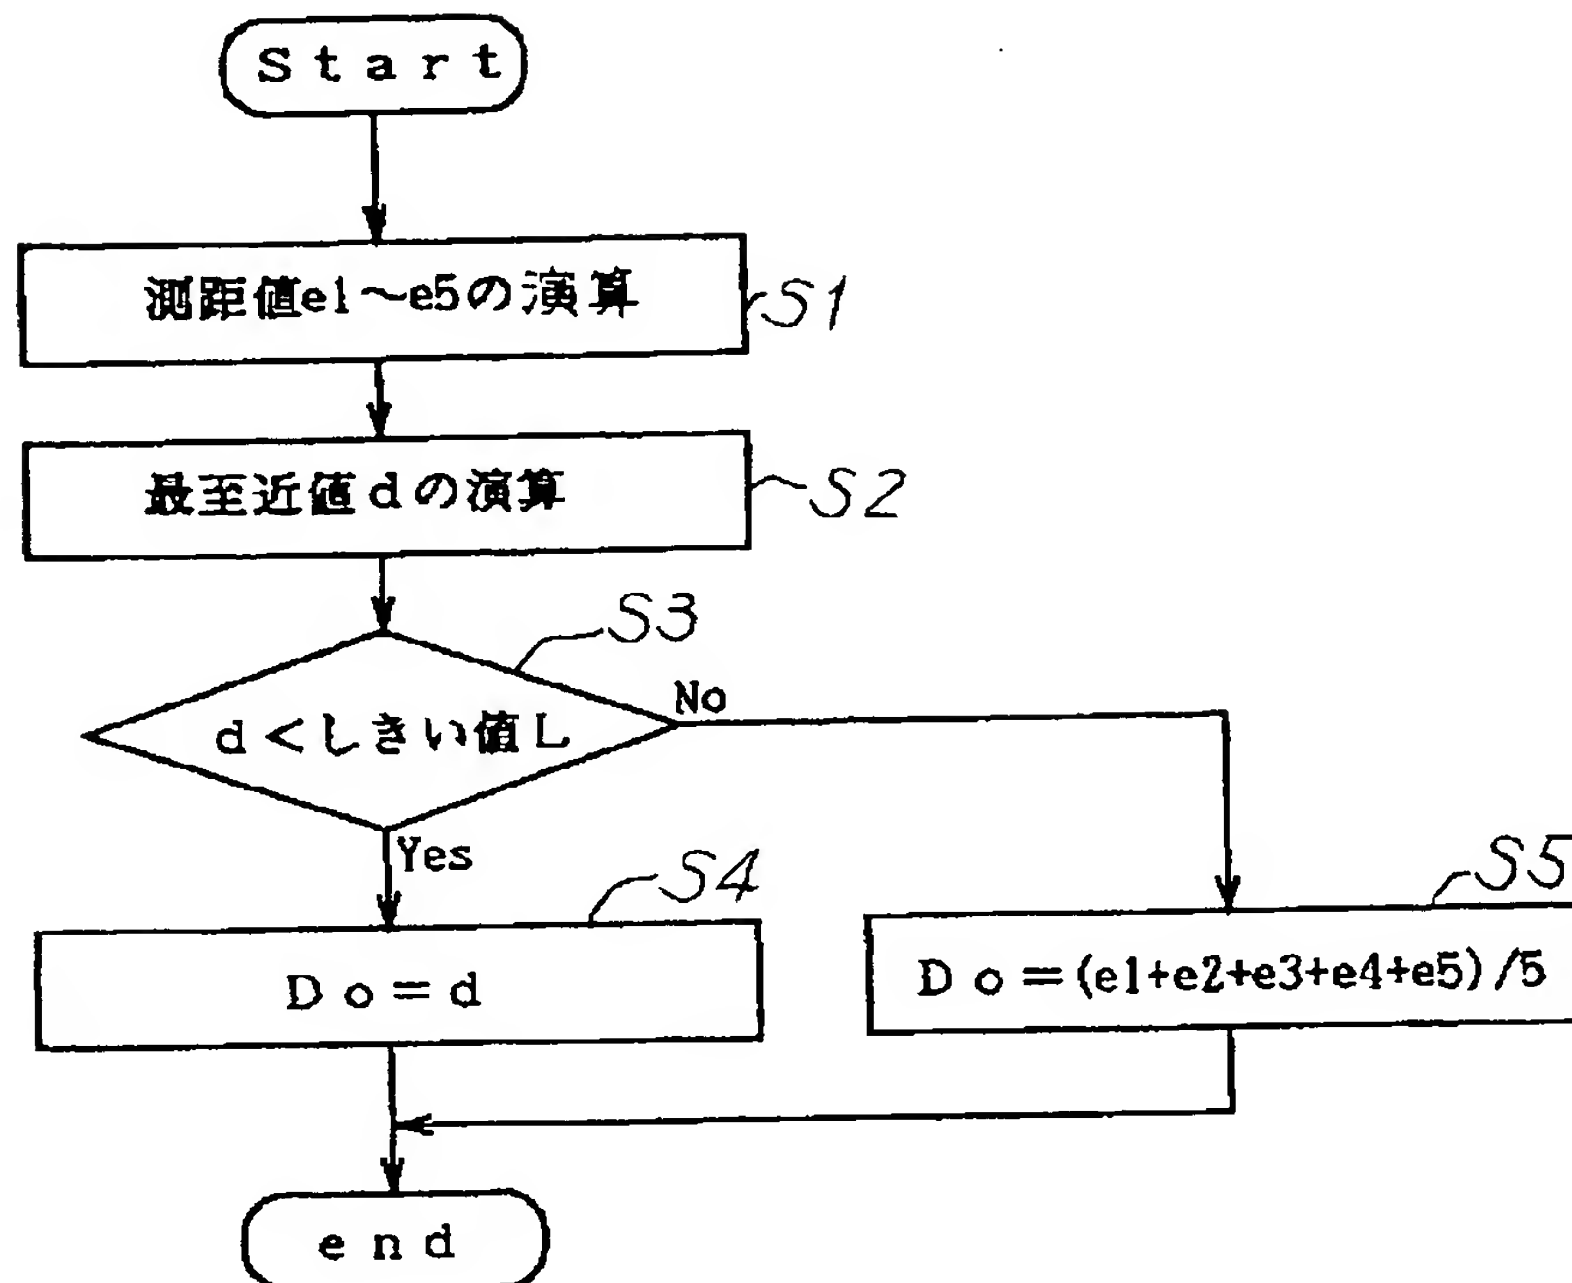 Start
測距値e1～e5の演算
S1
最至近値dの演算
S2
S3
d＜しきい値L
No
Yes
S4
Do＝d
S5
Do＝(e1+e2+e3+e4+e5)/5
end